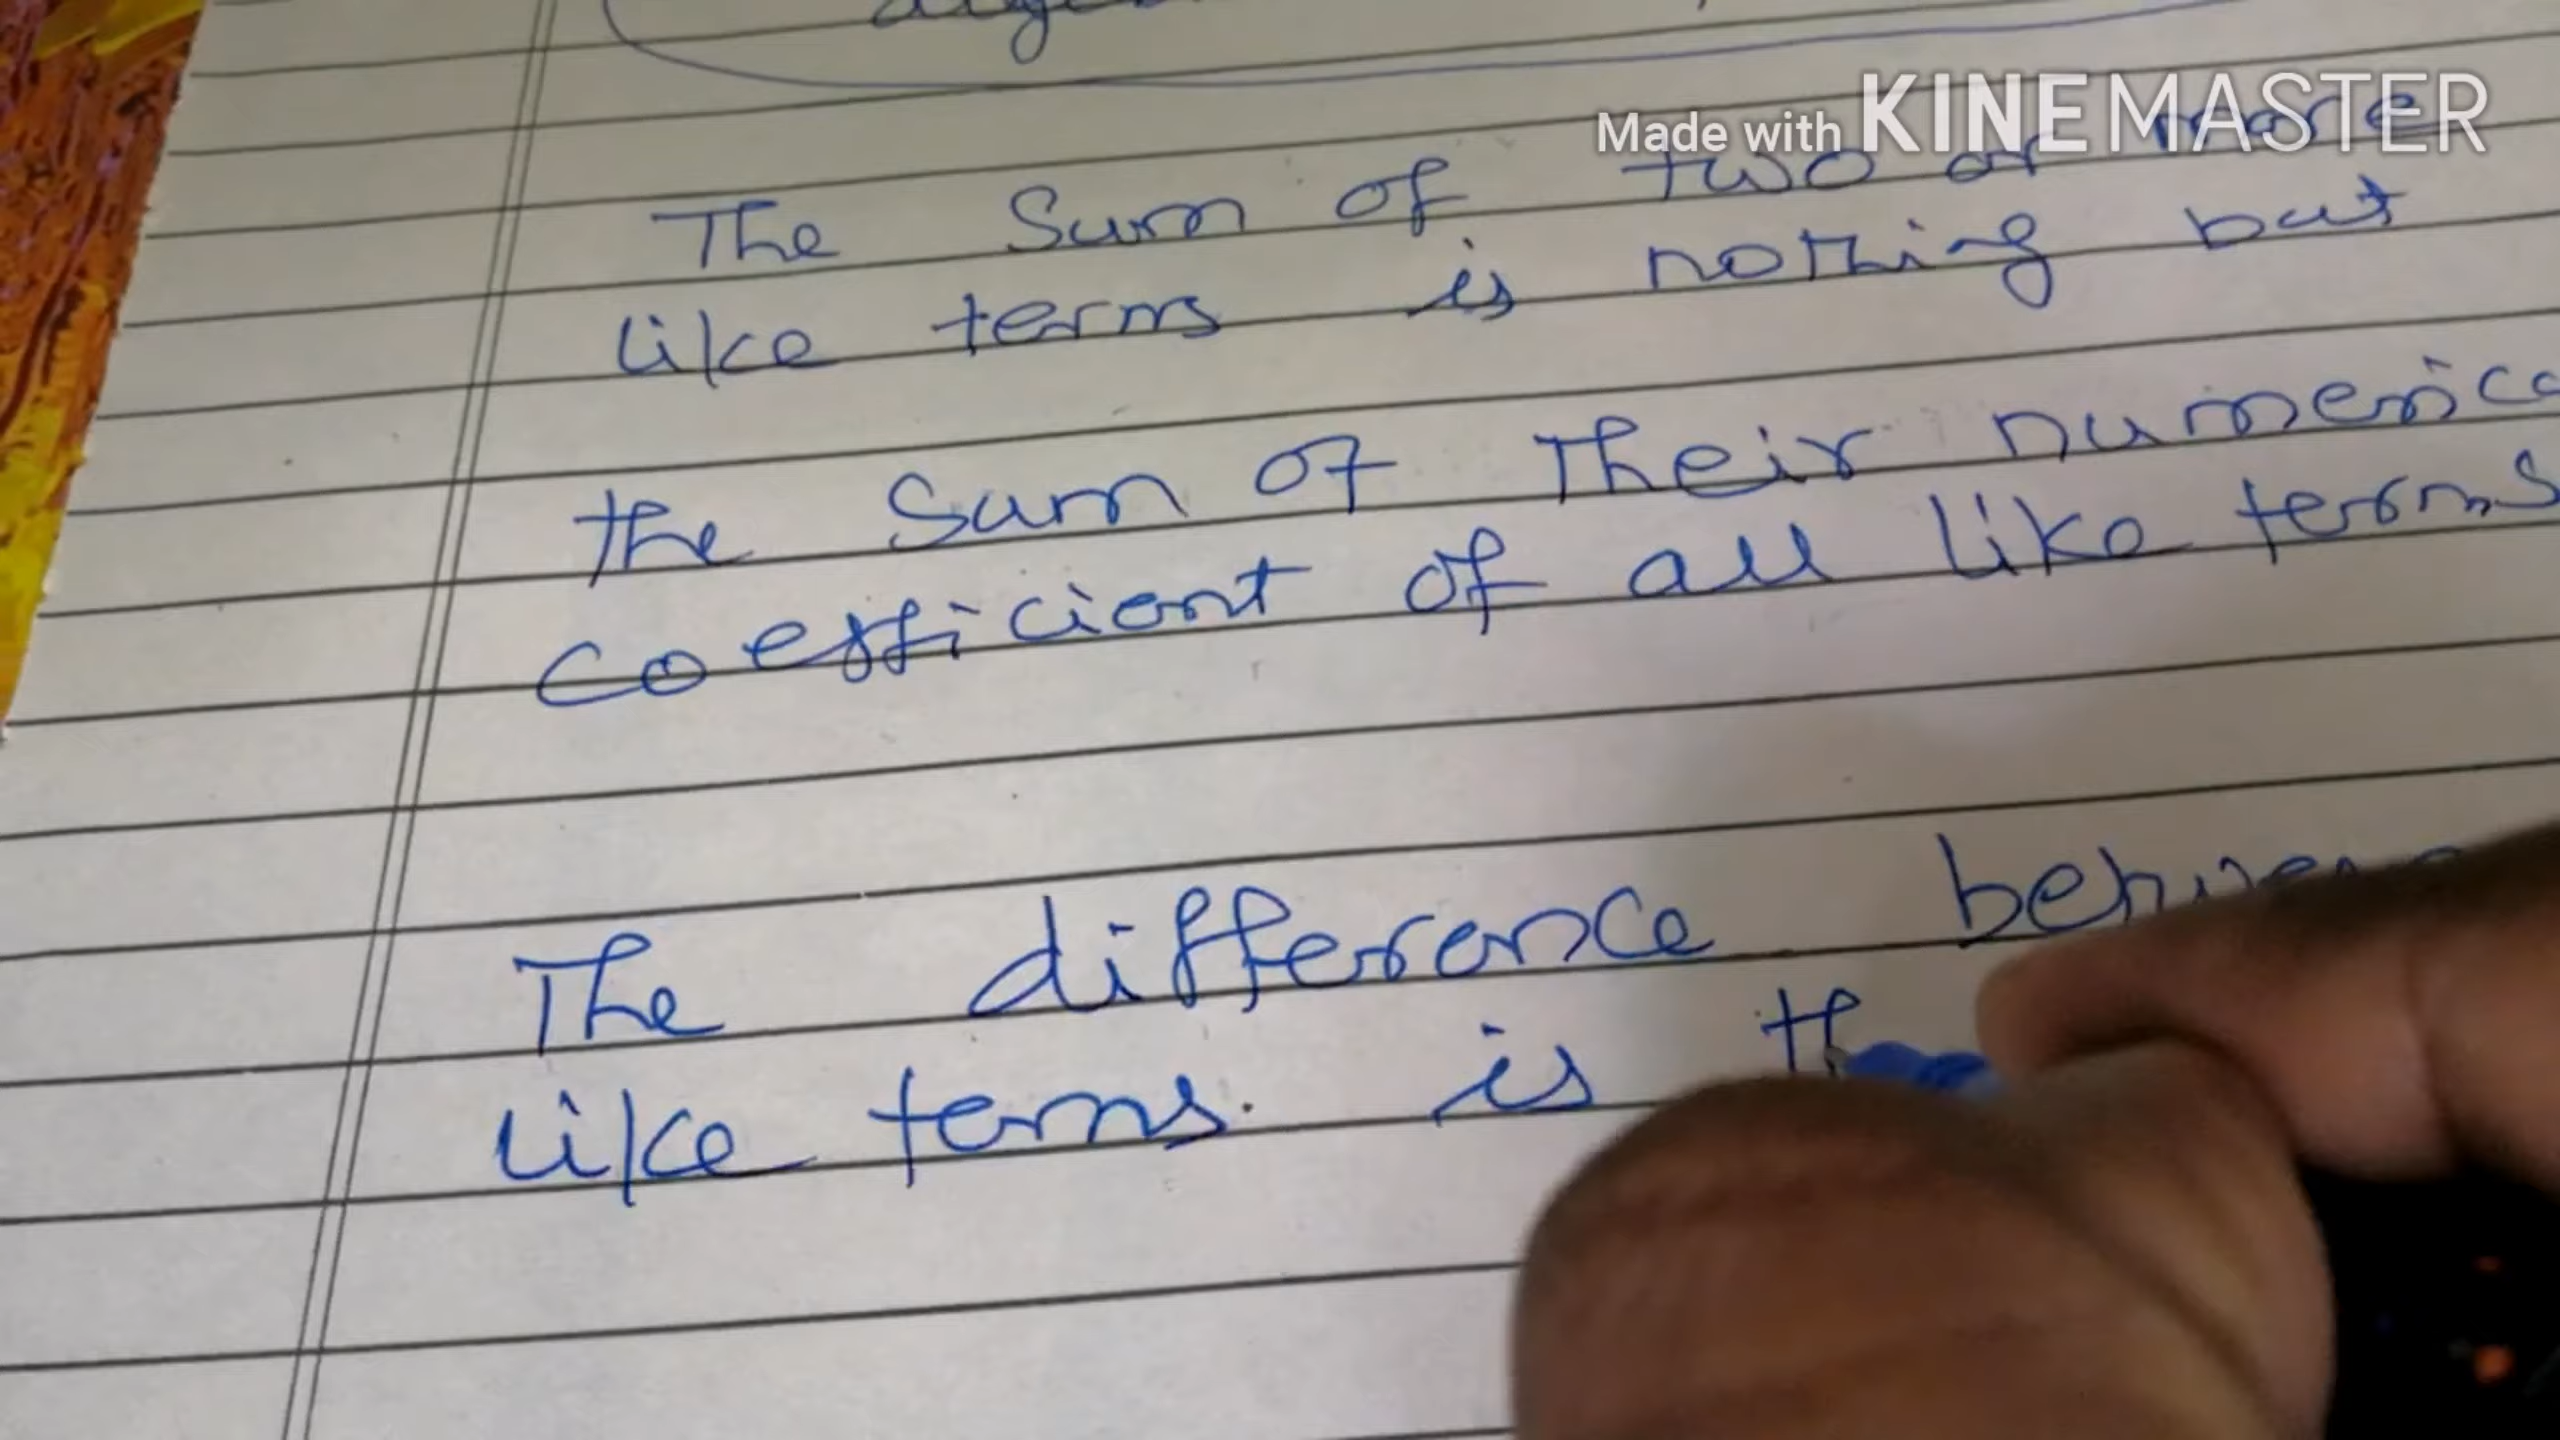 Made with KINEMASTER
The Sum of two or more
like terms is nothing but
the Sum of Their
coefficient of all like terms
The difference
like terms. is